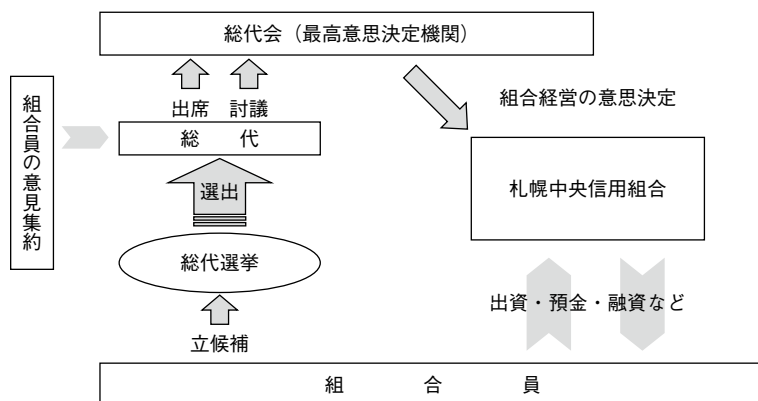 総代会（最高意思決定機関）
出席 討議
組合経営の意思決定
組合員の意見集約
総 代
選出
札幌中央信用組合
総代選挙
出資・預金・融資など
立候補
組 合 員